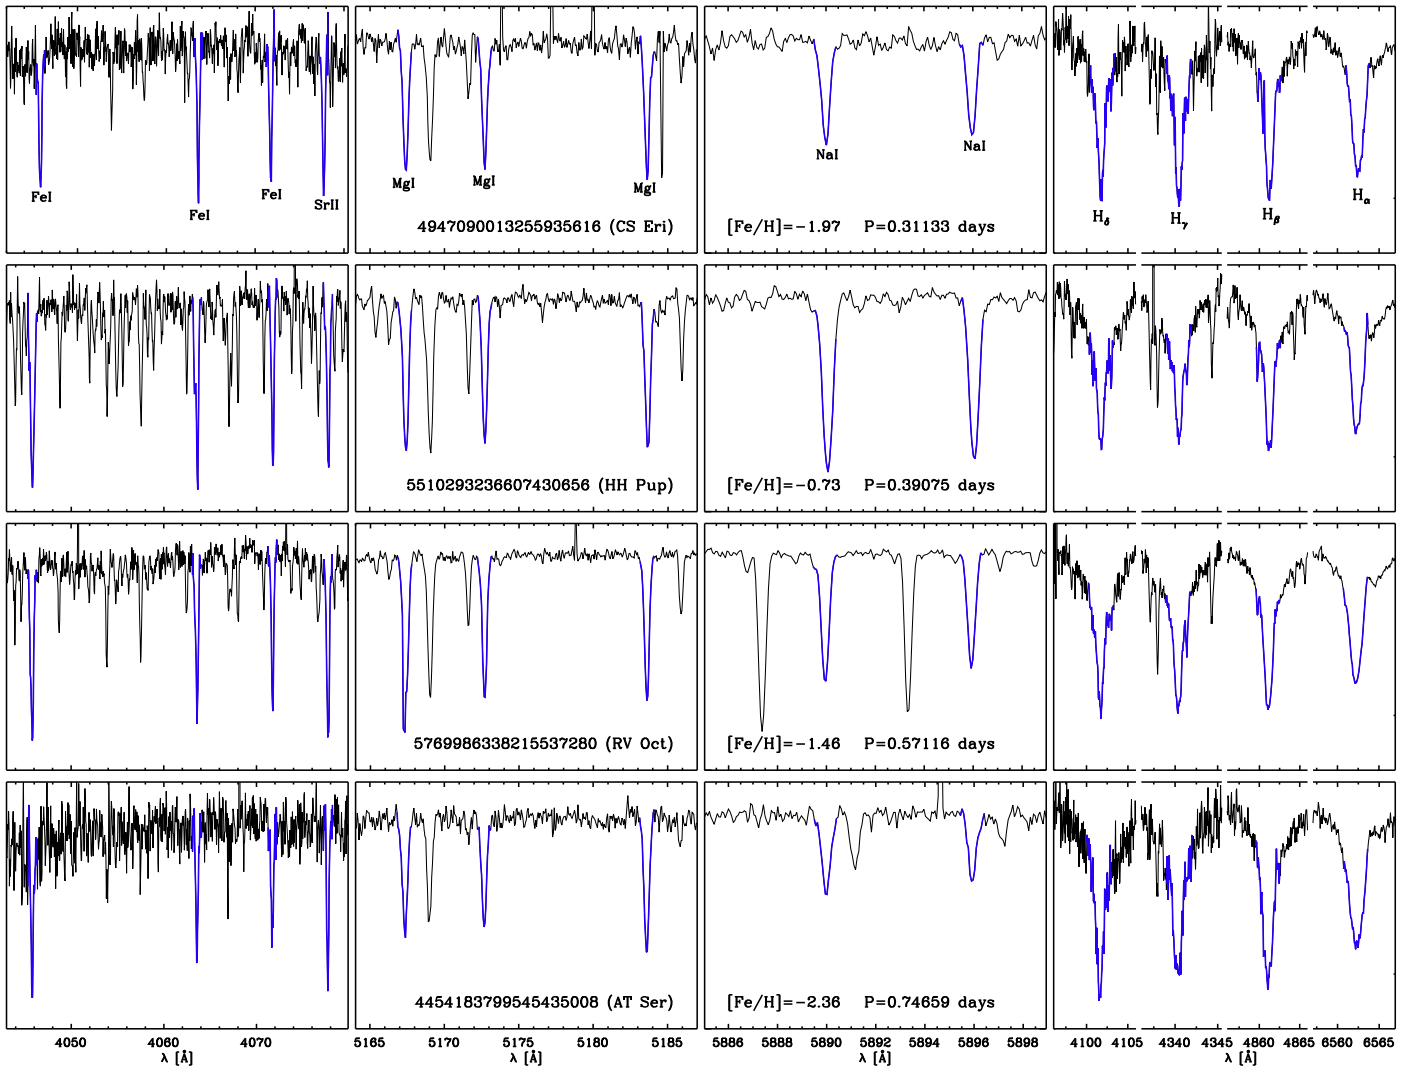 FeI
FeI
FeI
SrII
MgI
MgI
MgI
4947090013255935616 (CS Eri)
NaI
NaI
[Fe/H]=−1.97 P=0.31133 days
Hδ
Hγ
Hβ
Hα
5510293236607430656 (HH Pup)
[Fe/H]=−0.73 P=0.39075 days
5769986338215537280 (RV Oct)
[Fe/H]=−1.46 P=0.57116 days
4454183799545435008 (AT Ser)
[Fe/H]=−2.36 P=0.74659 days
4050 4060 4070
λ [Å]
5165 5170 5175 5180 5185
λ [Å]
5886 5888 5890 5892 5894 5896 5898
λ [Å]
4100 4105 4340 4345 4860 4865 6560 6565
λ [Å]